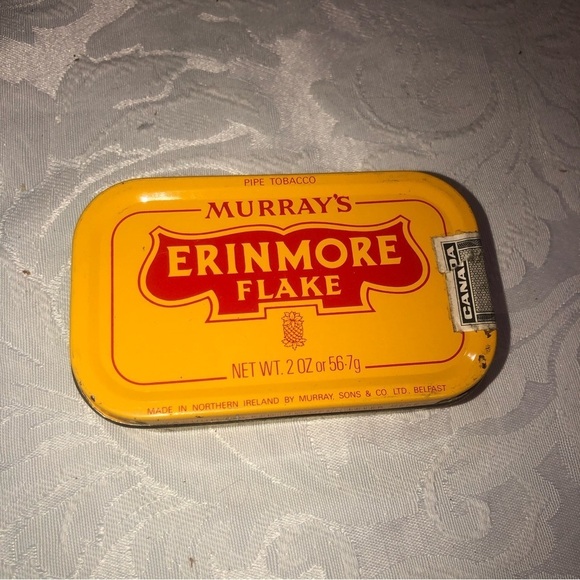 PIPE TOBACCO
MURRAY'S
ERINMORE
FLAKE
NET WT. 2 OZ or 56·7g
MADE IN NORTHERN IRELAND BY MURRAY, SONS & CO. LTD., BELFAST
CANADA